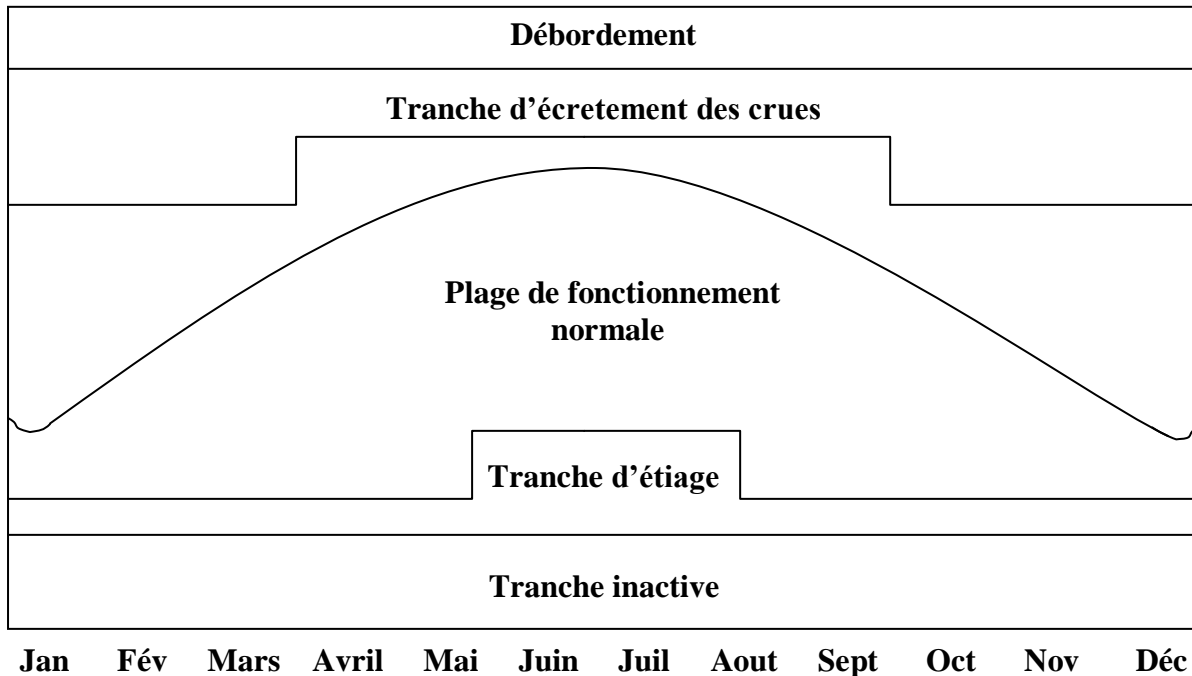 Débordement
Tranche d'écretement des crues
Plage de fonctionnement
normale
Tranche d'étiage
Tranche inactive
Jan Fév Mars Avril Mai Juin Juil Aout Sept Oct Nov Déc